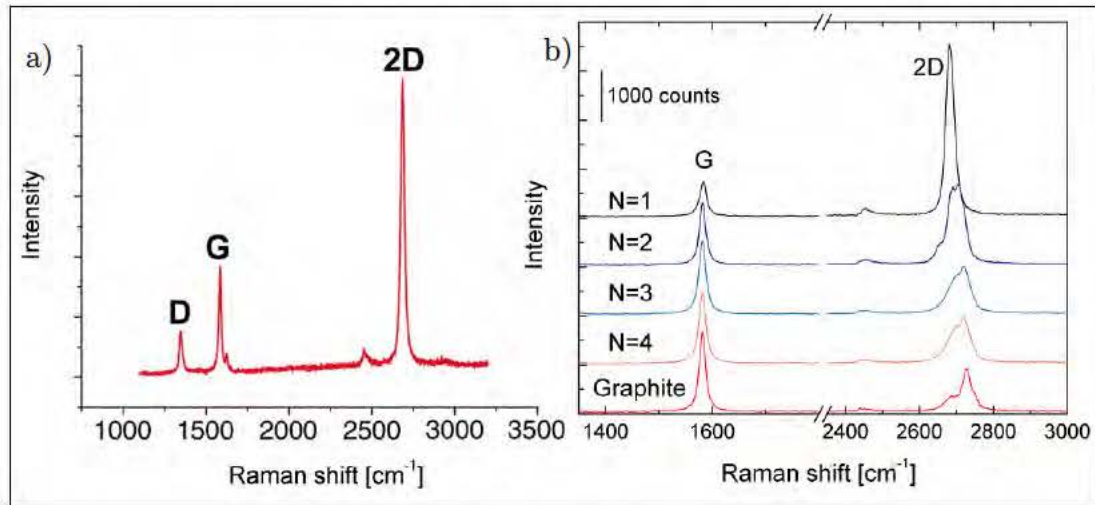 a)
2D
G
D
Intensity
1000 1500 2000 2500 3000 3500
Raman shift [cm⁻¹]
b)
1000 counts
2D
G
N=1
N=2
N=3
N=4
Graphite
Intensity
1400 1600 2400 2600 2800 3000
Raman shift [cm⁻¹]